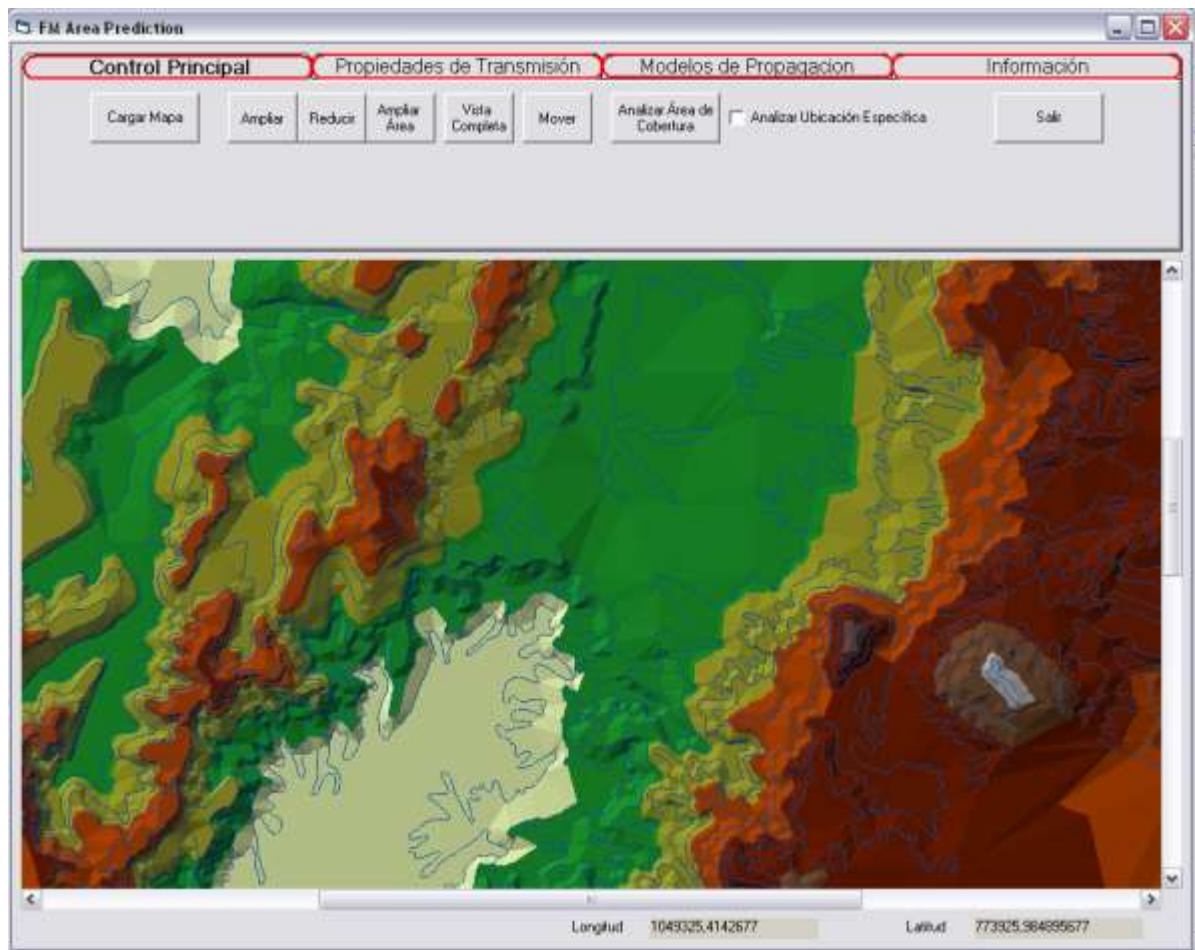 FM Area Prediction
Control Principal Propiedades de Transmisión Modelos de Propagacion Información
Cargar Mapa Ampliar Reducir Ampliar Área Vista Completa Mover Analizar Área de Cobertura Analizar Ubicación Específica Salir
Longitud 1049325,4142677 Latitud 773925,984895677